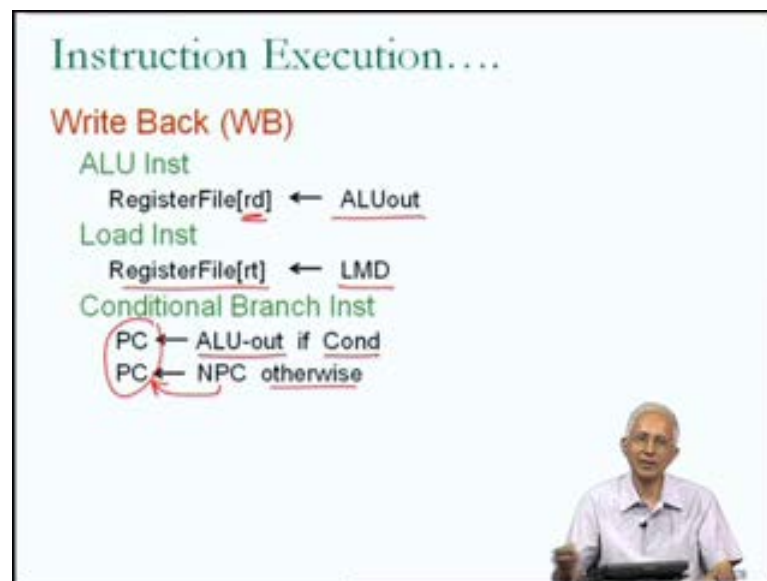 Instruction Execution....
Write Back (WB)
ALU Inst
RegisterFile[rd] ← ALUout
Load Inst
RegisterFile[rt] ← LMD
Conditional Branch Inst
PC ← ALU-out if Cond
PC ← NPC otherwise